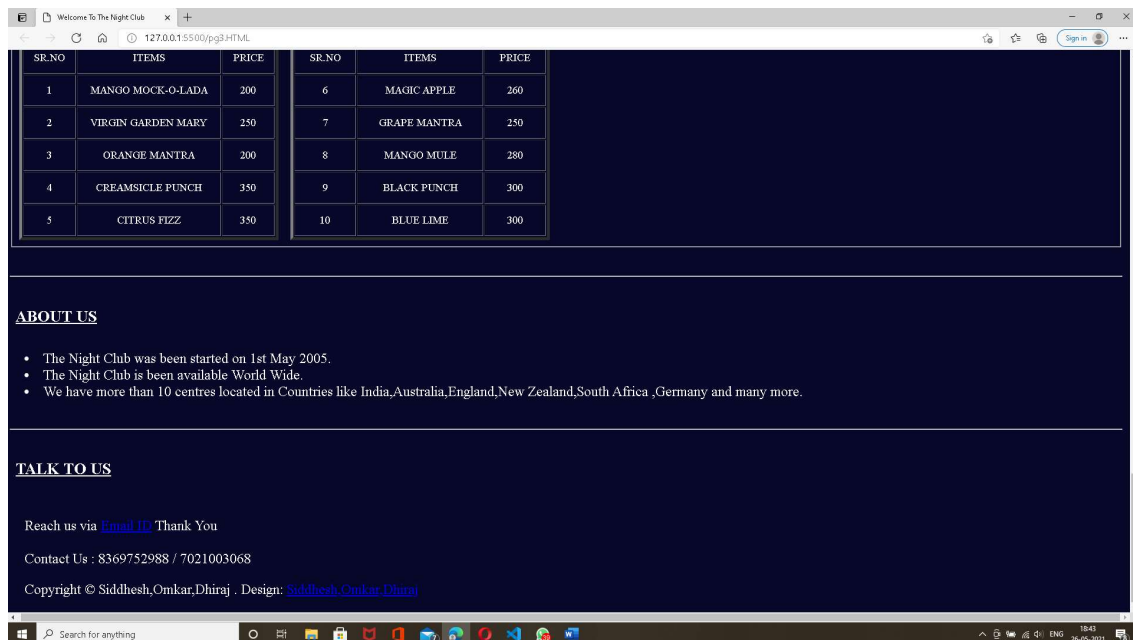 Welcome To The Night Club
127.0.0.1:5500/pg3.HTML
Sign in
SR.NO ITEMS PRICE SR.NO ITEMS PRICE
1 MANGO MOCK-O-LADA 200 6 MAGIC APPLE 260
2 VIRGIN GARDEN MARY 250 7 GRAPE MANTRA 250
3 ORANGE MANTRA 200 8 MANGO MULE 280
4 CREAMSICLE PUNCH 350 9 BLACK PUNCH 300
5 CITRUS FIZZ 350 10 BLUE LIME 300
ABOUT US
• The Night Club was been started on 1st May 2005.
• The Night Club is been available World Wide.
• We have more than 10 centres located in Countries like India,Australia,England,New Zealand,South Africa ,Germany and many more.
TALK TO US
Reach us via Email ID Thank You
Contact Us : 8369752988 / 7021003068
Copyright © Siddhesh,Omkar,Dhiraj . Design: Siddhesh,Omkar,Dhiraj
Search for anything
ENG
18:43
26-05-2021